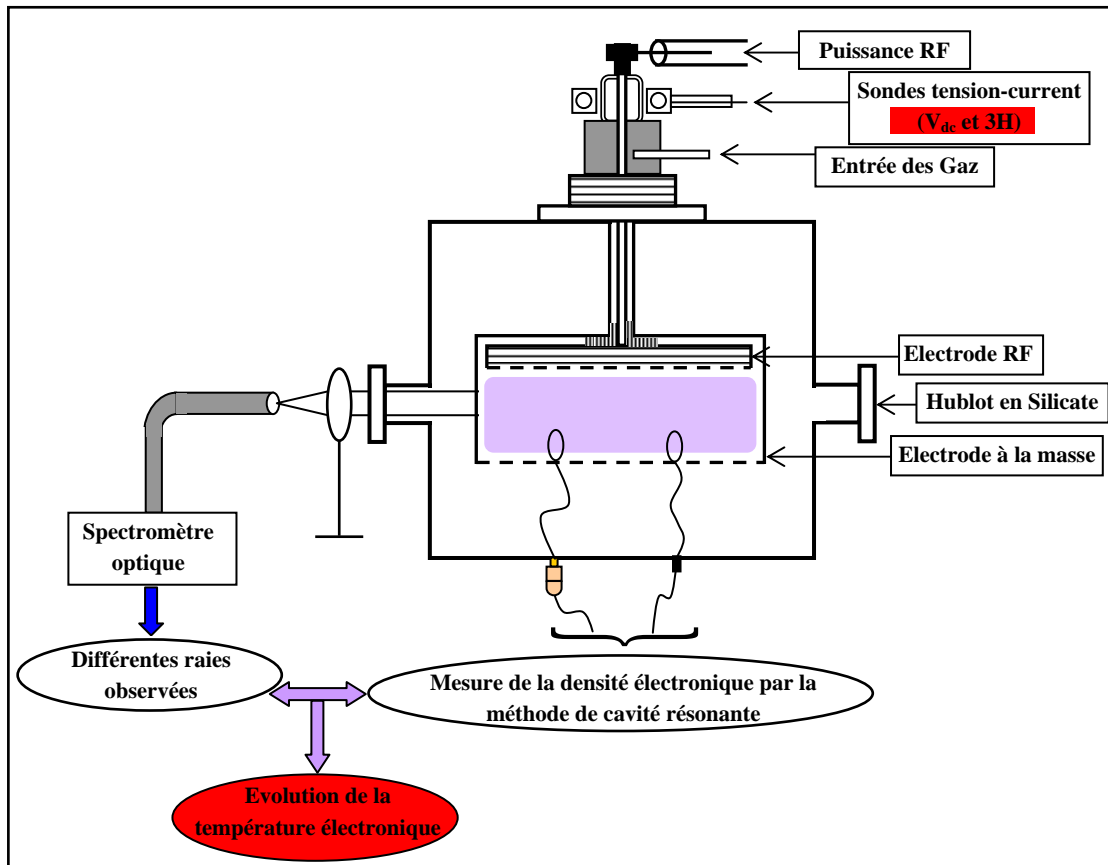 Puissance RF
Sondes tension-current
(Vdc et 3H)
Entrée des Gaz
Electrode RF
Hublot en Silicate
Electrode à la masse
Spectromètre
optique
Différentes raies
observées
Mesure de la densité électronique par la
méthode de cavité résonante
Evolution de la
température électronique